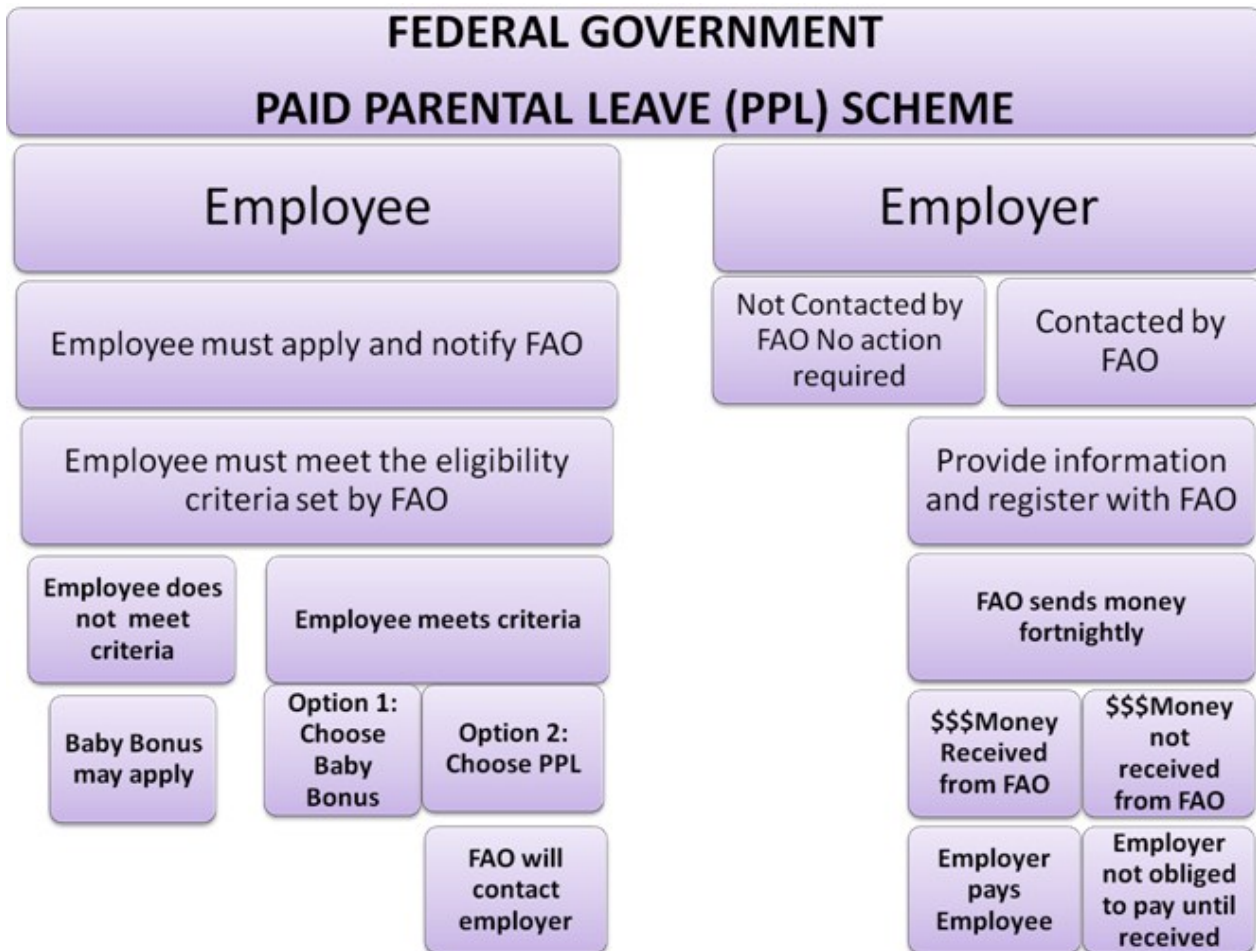 FEDERAL GOVERNMENT
PAID PARENTAL LEAVE (PPL) SCHEME
Employee
Employee must apply and notify FAO
Employee must meet the eligibility
criteria set by FAO
Employee does
not meet
criteria
Baby Bonus
may apply
Employee meets criteria
Option 1:
Choose
Baby
Bonus
Option 2:
Choose PPL
FAO will
contact
employer
Employer
Not Contacted by
FAO No action
required
Contacted by
FAO
Provide information
and register with FAO
FAO sends money
fortnightly
$$$Money
Received
from FAO
Employer
pays
Employee
$$$Money
not
received
from FAO
Employer
not obliged
to pay until
received